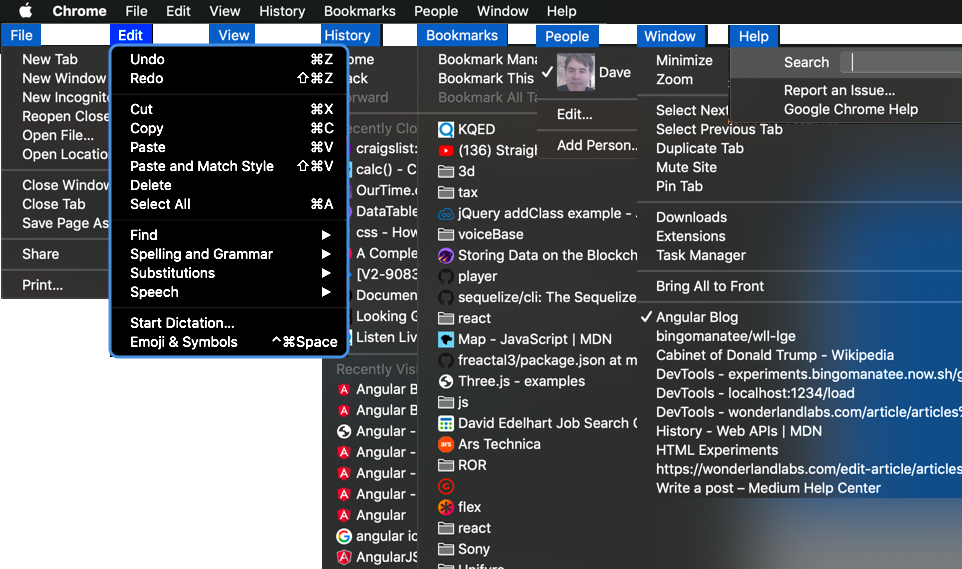 Chrome File Edit View History Bookmarks People Window Help
File Edit View History Bookmarks People Window Help
New Tab
New Window
New Incognito
Reopen Close
Open File...
Open Locatio
Close Window
Close Tab
Save Page As
Share
Print...
Undo ⌘Z
Redo ⇧⌘Z
Cut ⌘X
Copy ⌘C
Paste ⌘V
Paste and Match Style ⇧⌘V
Delete
Select All ⌘A
Find ▶
Spelling and Grammar ▶
Substitutions ▶
Speech ▶
Start Dictation...
Emoji & Symbols ^⌘Space
ome
ack
orward
ecently Clo
craigslist:
calc() - C
OurTime.c
DataTable
css - How
A Comple
[V2-9083
Documen
Looking G
Listen Liv
Recently Visi
Angular B
Angular B
Angular -
Angular -
Angular -
Angular -
Angular
angular ic
AngularJS
Bookmark Mana
Bookmark This
Bookmark All Ta
KQED
(136) Straigh
3d
tax
jQuery addClass example - 
voiceBase
Storing Data on the Blockch
player
sequelize/cli: The Sequelize
react
Map - JavaScript | MDN
freactal3/package.json at m
Three.js - examples
js
David Edelhart Job Search C
ars Ars Technica
ROR
flex
react
Sony
Unifyre
✓ Dave
Edit...
Add Person..
Minimize
Zoom
Select Next
Select Previous Tab
Duplicate Tab
Mute Site
Pin Tab
Downloads
Extensions
Task Manager
Bring All to Front
✓ Angular Blog
bingomanatee/wll-lge
Cabinet of Donald Trump - Wikipedia
DevTools - experiments.bingomanatee.now.sh/g
DevTools - localhost:1234/load
DevTools - wonderlandlabs.com/article/articles%
History - Web APIs | MDN
HTML Experiments
https://wonderlandlabs.com/edit-article/articles
Write a post – Medium Help Center
Search
Report an Issue...
Google Chrome Help